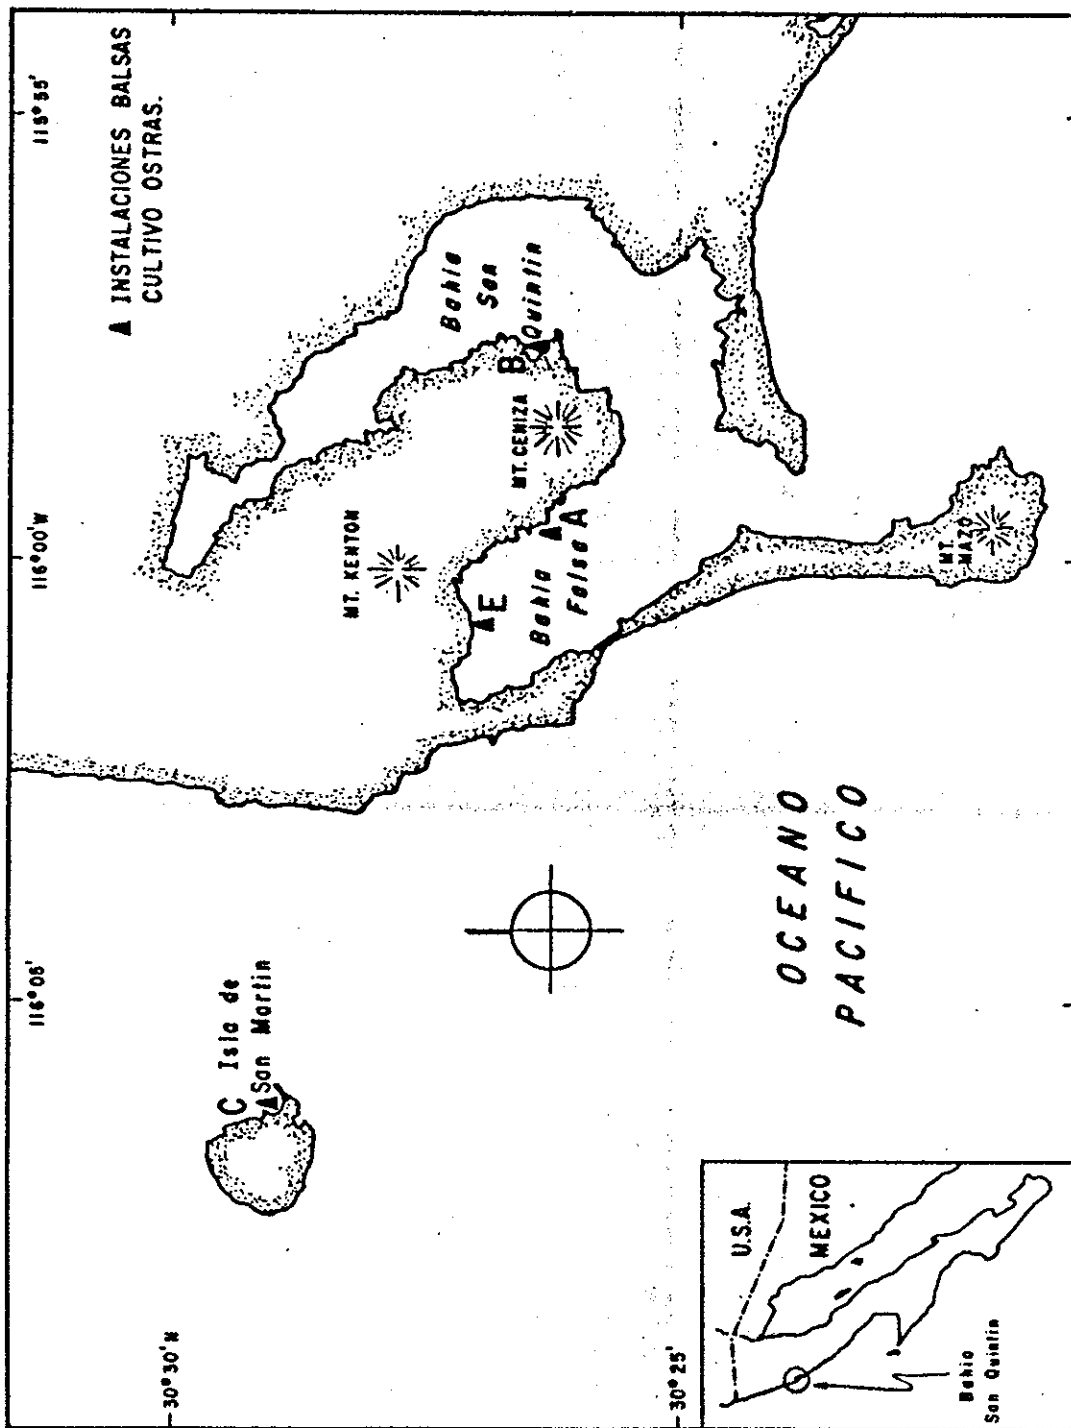 ▲ INSTALACIONES BALSAS
CULTIVO OSTRAS.
116°05'
116°00'W
115°55'
30°30'N
30°25'
C Isla de
San Martin
MT. KENTON
E
Bahia
Falsa
A
MT. CENIZA
B
Bahia
San
Quintin
MT.
MAZO
OCEANO
PACIFICO
U.S.A.
MEXICO
Bahia
San Quintin